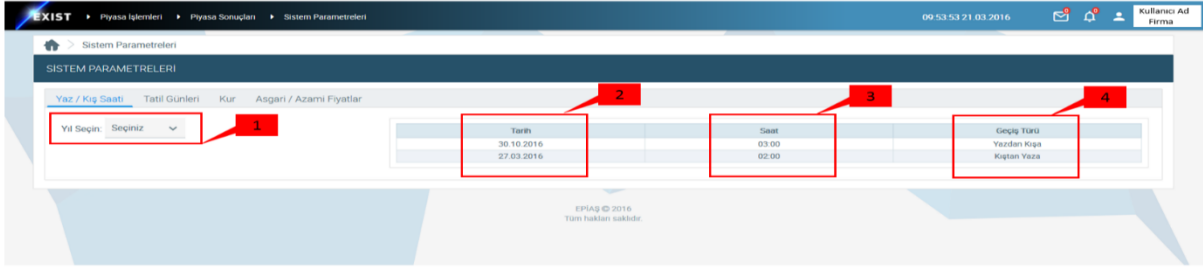 EXIST Piyasa İşlemleri Piyasa Sonuçları Sistem Parametreleri 09:53:53 21.03.2016 Kullanıcı Ad
Firma
Sistem Parametreleri
SİSTEM PARAMETRELERİ
Yaz / Kış Saati Tatil Günleri Kur Asgari / Azami Fiyatlar
2 3 4
Yıl Seçin: Seçiniz 1
Tarih Saat Geçiş Türü
30.10.2016 03:00 Yazdan Kışa
27.03.2016 02:00 Kıştan Yaza
EPİAŞ © 2016
Tüm hakları saklıdır.